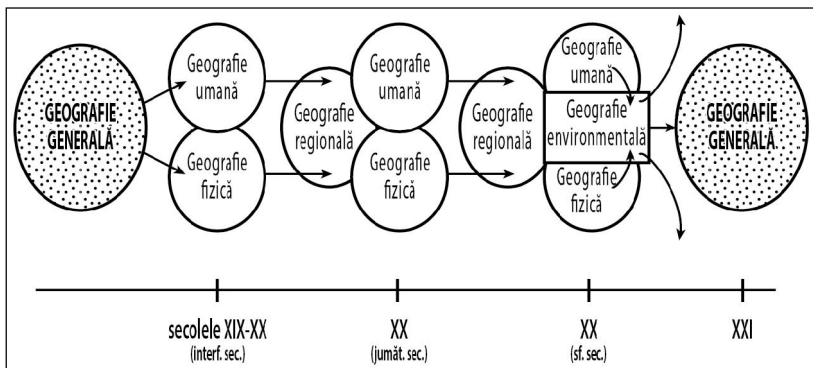 GEOGRAFIE
GENERALĂ
Geografie
umană
Geografie
fizică
Geografie
regională
Geografie
umană
Geografie
fizică
Geografie
regională
Geografie
umană
Geografie
environmentală
Geografie
fizică
GEOGRAFIE
GENERALĂ
secolele XIX-XX
(interf. sec.)
XX
(jumăt. sec.)
XX
(sf. sec.)
XXI